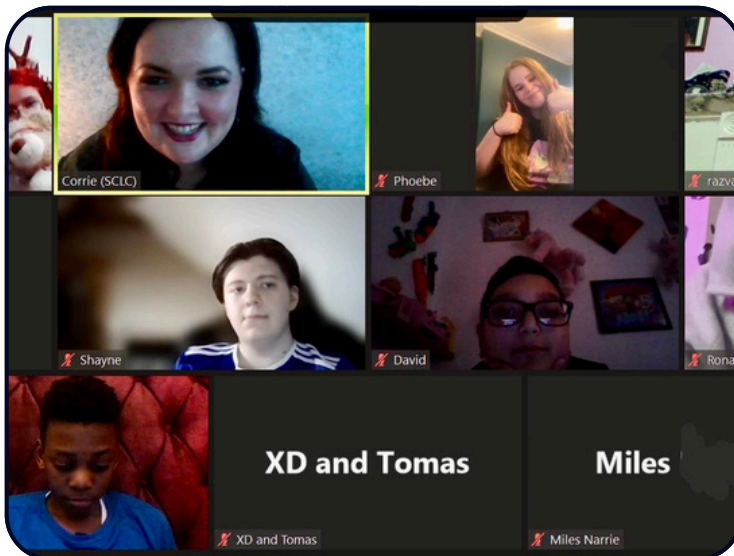 Corrie (SCLC)
Phoebe
razva
Shayne
David
Rona
XD and Tomas
Miles
XD and Tomas
Miles Narrie